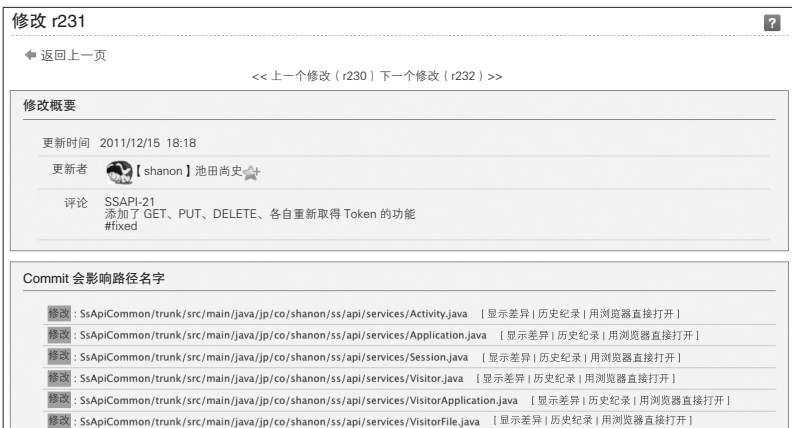 修改 r231
?
返回上一页
<< 上一个修改（r230）下一个修改（r232）>>
修改概要
更新时间 2011/12/15 18:18
更新者 【shanon】池田尚史
评论 SSAPI-21
添加了 GET、PUT、DELETE、各自重新取得 Token 的功能
#fixed
Commit 会影响路径名字
修改 : SsApiCommon/trunk/src/main/java/jp/co/shanon/ss/api/services/Activity.java [显示差异 | 历史纪录 | 用浏览器直接打开]
修改 : SsApiCommon/trunk/src/main/java/jp/co/shanon/ss/api/services/Application.java [显示差异 | 历史纪录 | 用浏览器直接打开]
修改 : SsApiCommon/trunk/src/main/java/jp/co/shanon/ss/api/services/Session.java [显示差异 | 历史纪录 | 用浏览器直接打开]
修改 : SsApiCommon/trunk/src/main/java/jp/co/shanon/ss/api/services/Visitor.java [显示差异 | 历史纪录 | 用浏览器直接打开]
修改 : SsApiCommon/trunk/src/main/java/jp/co/shanon/ss/api/services/VisitorApplication.java [显示差异 | 历史纪录 | 用浏览器直接打开]
修改 : SsApiCommon/trunk/src/main/java/jp/co/shanon/ss/api/services/VisitorFile.java [显示差异 | 历史纪录 | 用浏览器直接打开]